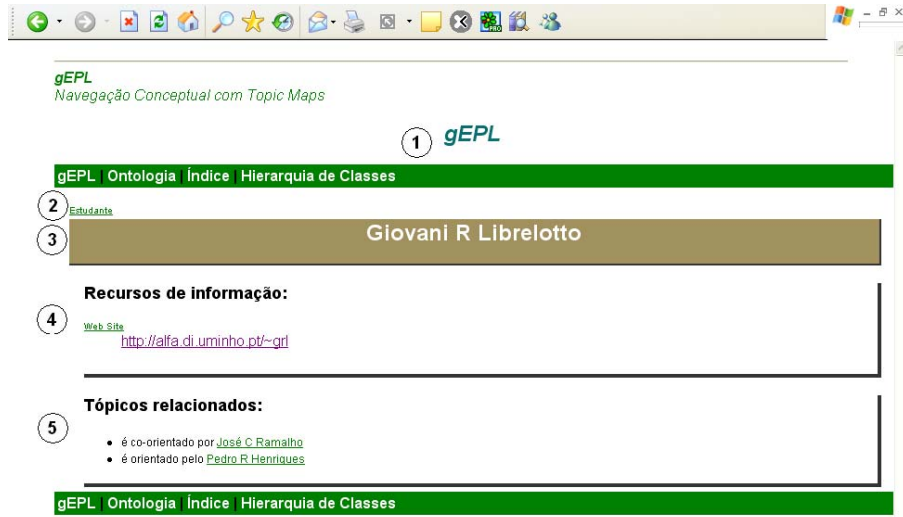 gEPL
Navegação Conceptual com Topic Maps
1 gEPL
gEPL | Ontologia | Índice | Hierarquia de Classes
2 Estudante
3 Giovani R Librelotto
Recursos de informação:
4 Web Site
http://alfa.di.uminho.pt/~grl
Tópicos relacionados:
5
• é co-orientado por José C Ramalho
• é orientado pelo Pedro R Henriques
gEPL | Ontologia | Índice | Hierarquia de Classes